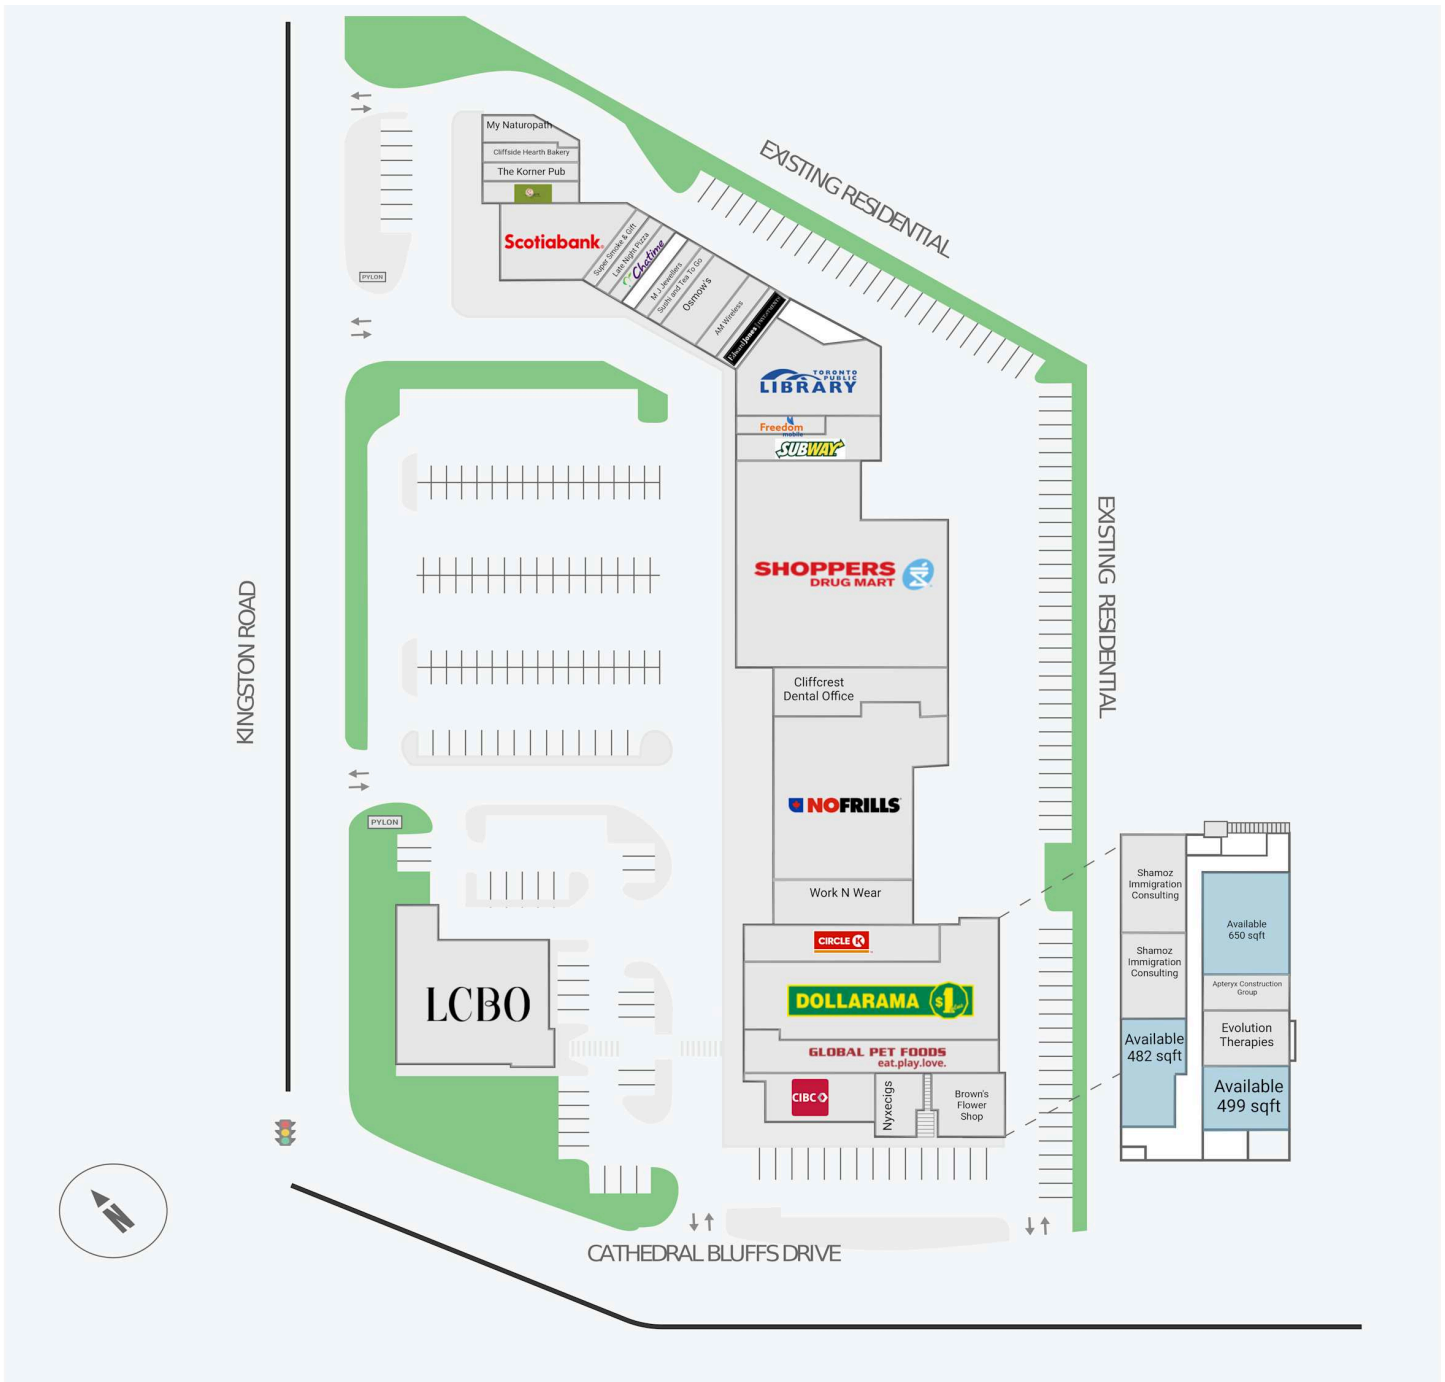 My Naturopath
Cliffside Hearth Bakery
The Korner Pub
Scotiabank
Super Smoke & Gift
Late Night Pizza
Chatime
M J Jewellers
Sushi and Tea To Go
Osmow's
AM Wireless
Edward Jones | INVESTMENTS
EXISTING RESIDENTIAL
PYLON
TORONTO
PUBLIC
LIBRARY
Freedom
mobile
SUBWAY
SHOPPERS
DRUG MART
EXISTING RESIDENTIAL
KINGSTON ROAD
Cliffcrest
Dental Office
NOFRILLS
PYLON
Work N Wear
CIRCLE K
LCBO
DOLLARAMA $1
GLOBAL PET FOODS
eat.play.love.
CIBC
Nyxecigs
Brown's
Flower
Shop
Shamoz
Immigration
Consulting
Shamoz
Immigration
Consulting
Available
482 sqft
Available
650 sqft
Apteryx Construction
Group
Evolution
Therapies
Available
499 sqft
N
CATHEDRAL BLUFFS DRIVE